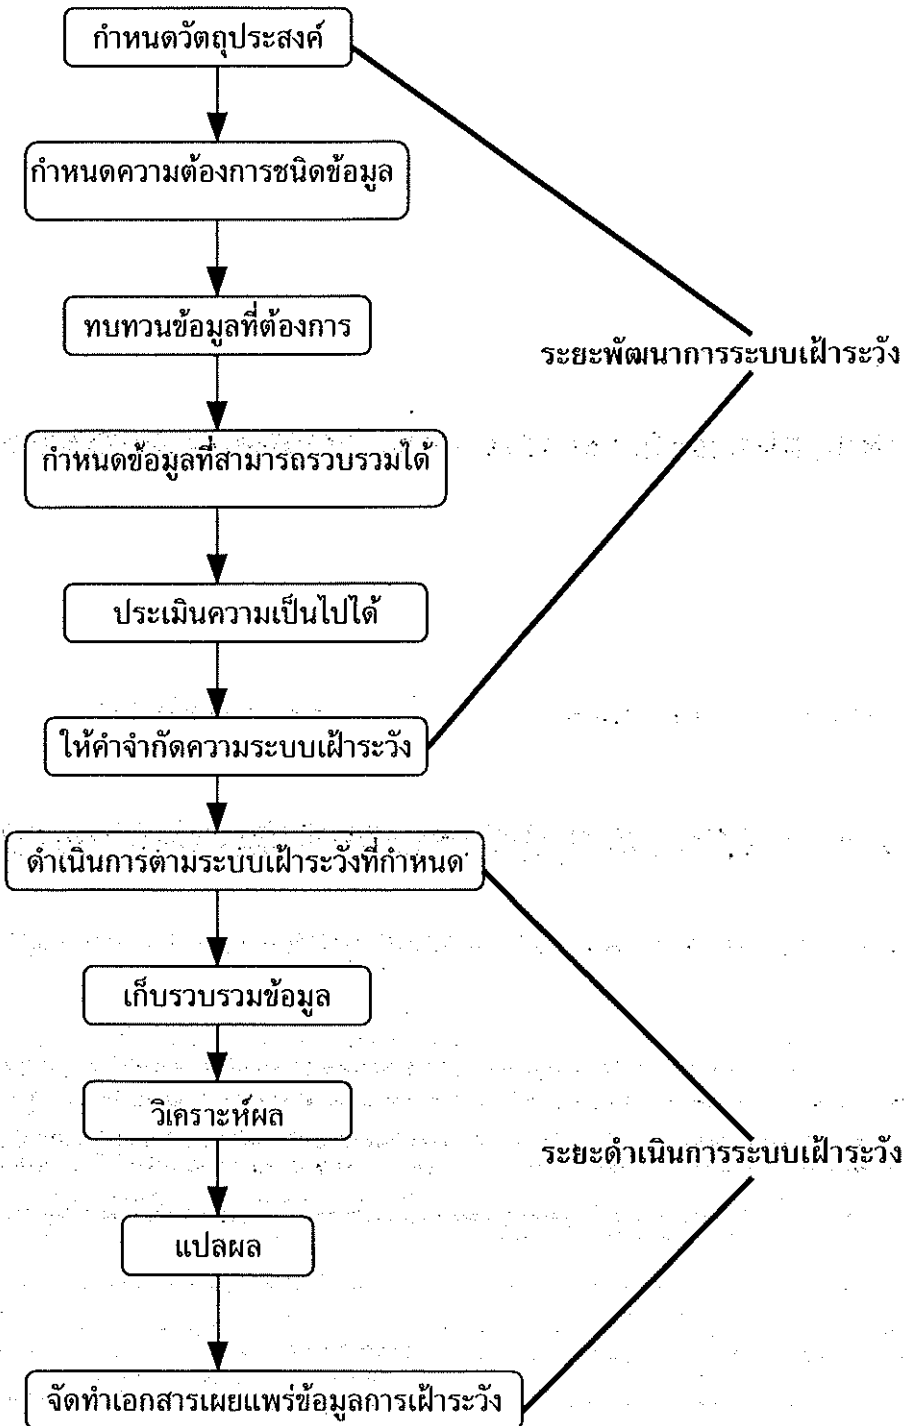 กำหนดวัตถุประสงค์
กำหนดความต้องการชนิดข้อมูล
ทบทวนข้อมูลที่ต้องการ
ระยะพัฒนาการระบบเฝ้าระวัง
กำหนดข้อมูลที่สามารถรวบรวมได้
ประเมินความเป็นไปได้
ให้คำจำกัดความระบบเฝ้าระวัง
ดำเนินการตามระบบเฝ้าระวังที่กำหนด
เก็บรวบรวมข้อมูล
วิเคราะห์ผล
ระยะดำเนินการระบบเฝ้าระวัง
แปลผล
จัดทำเอกสารเผยแพร่ข้อมูลการเฝ้าระวัง